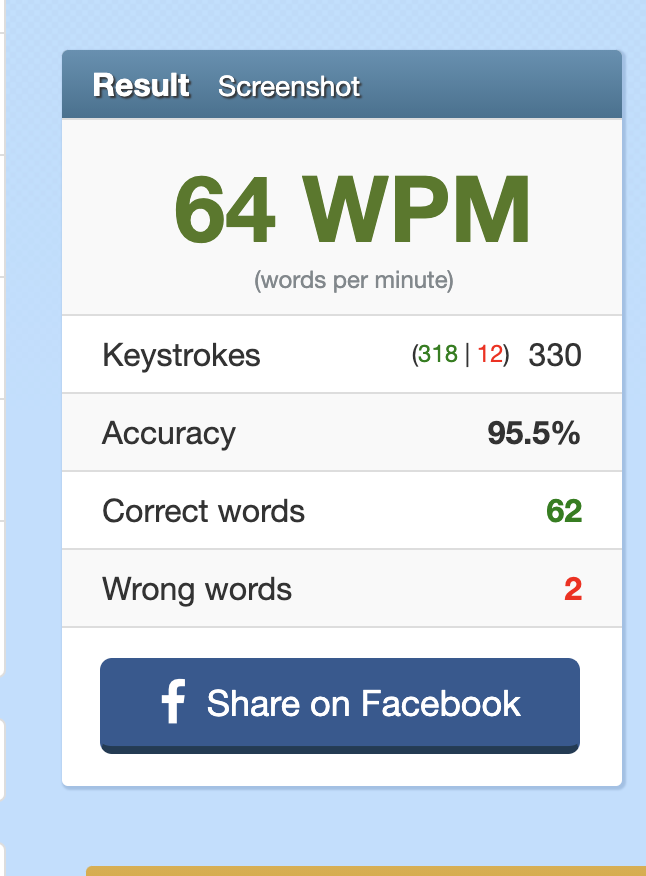 Result Screenshot
64 WPM
(words per minute)
Keystrokes (318 | 12) 330
Accuracy 95.5%
Correct words 62
Wrong words 2
Share on Facebook